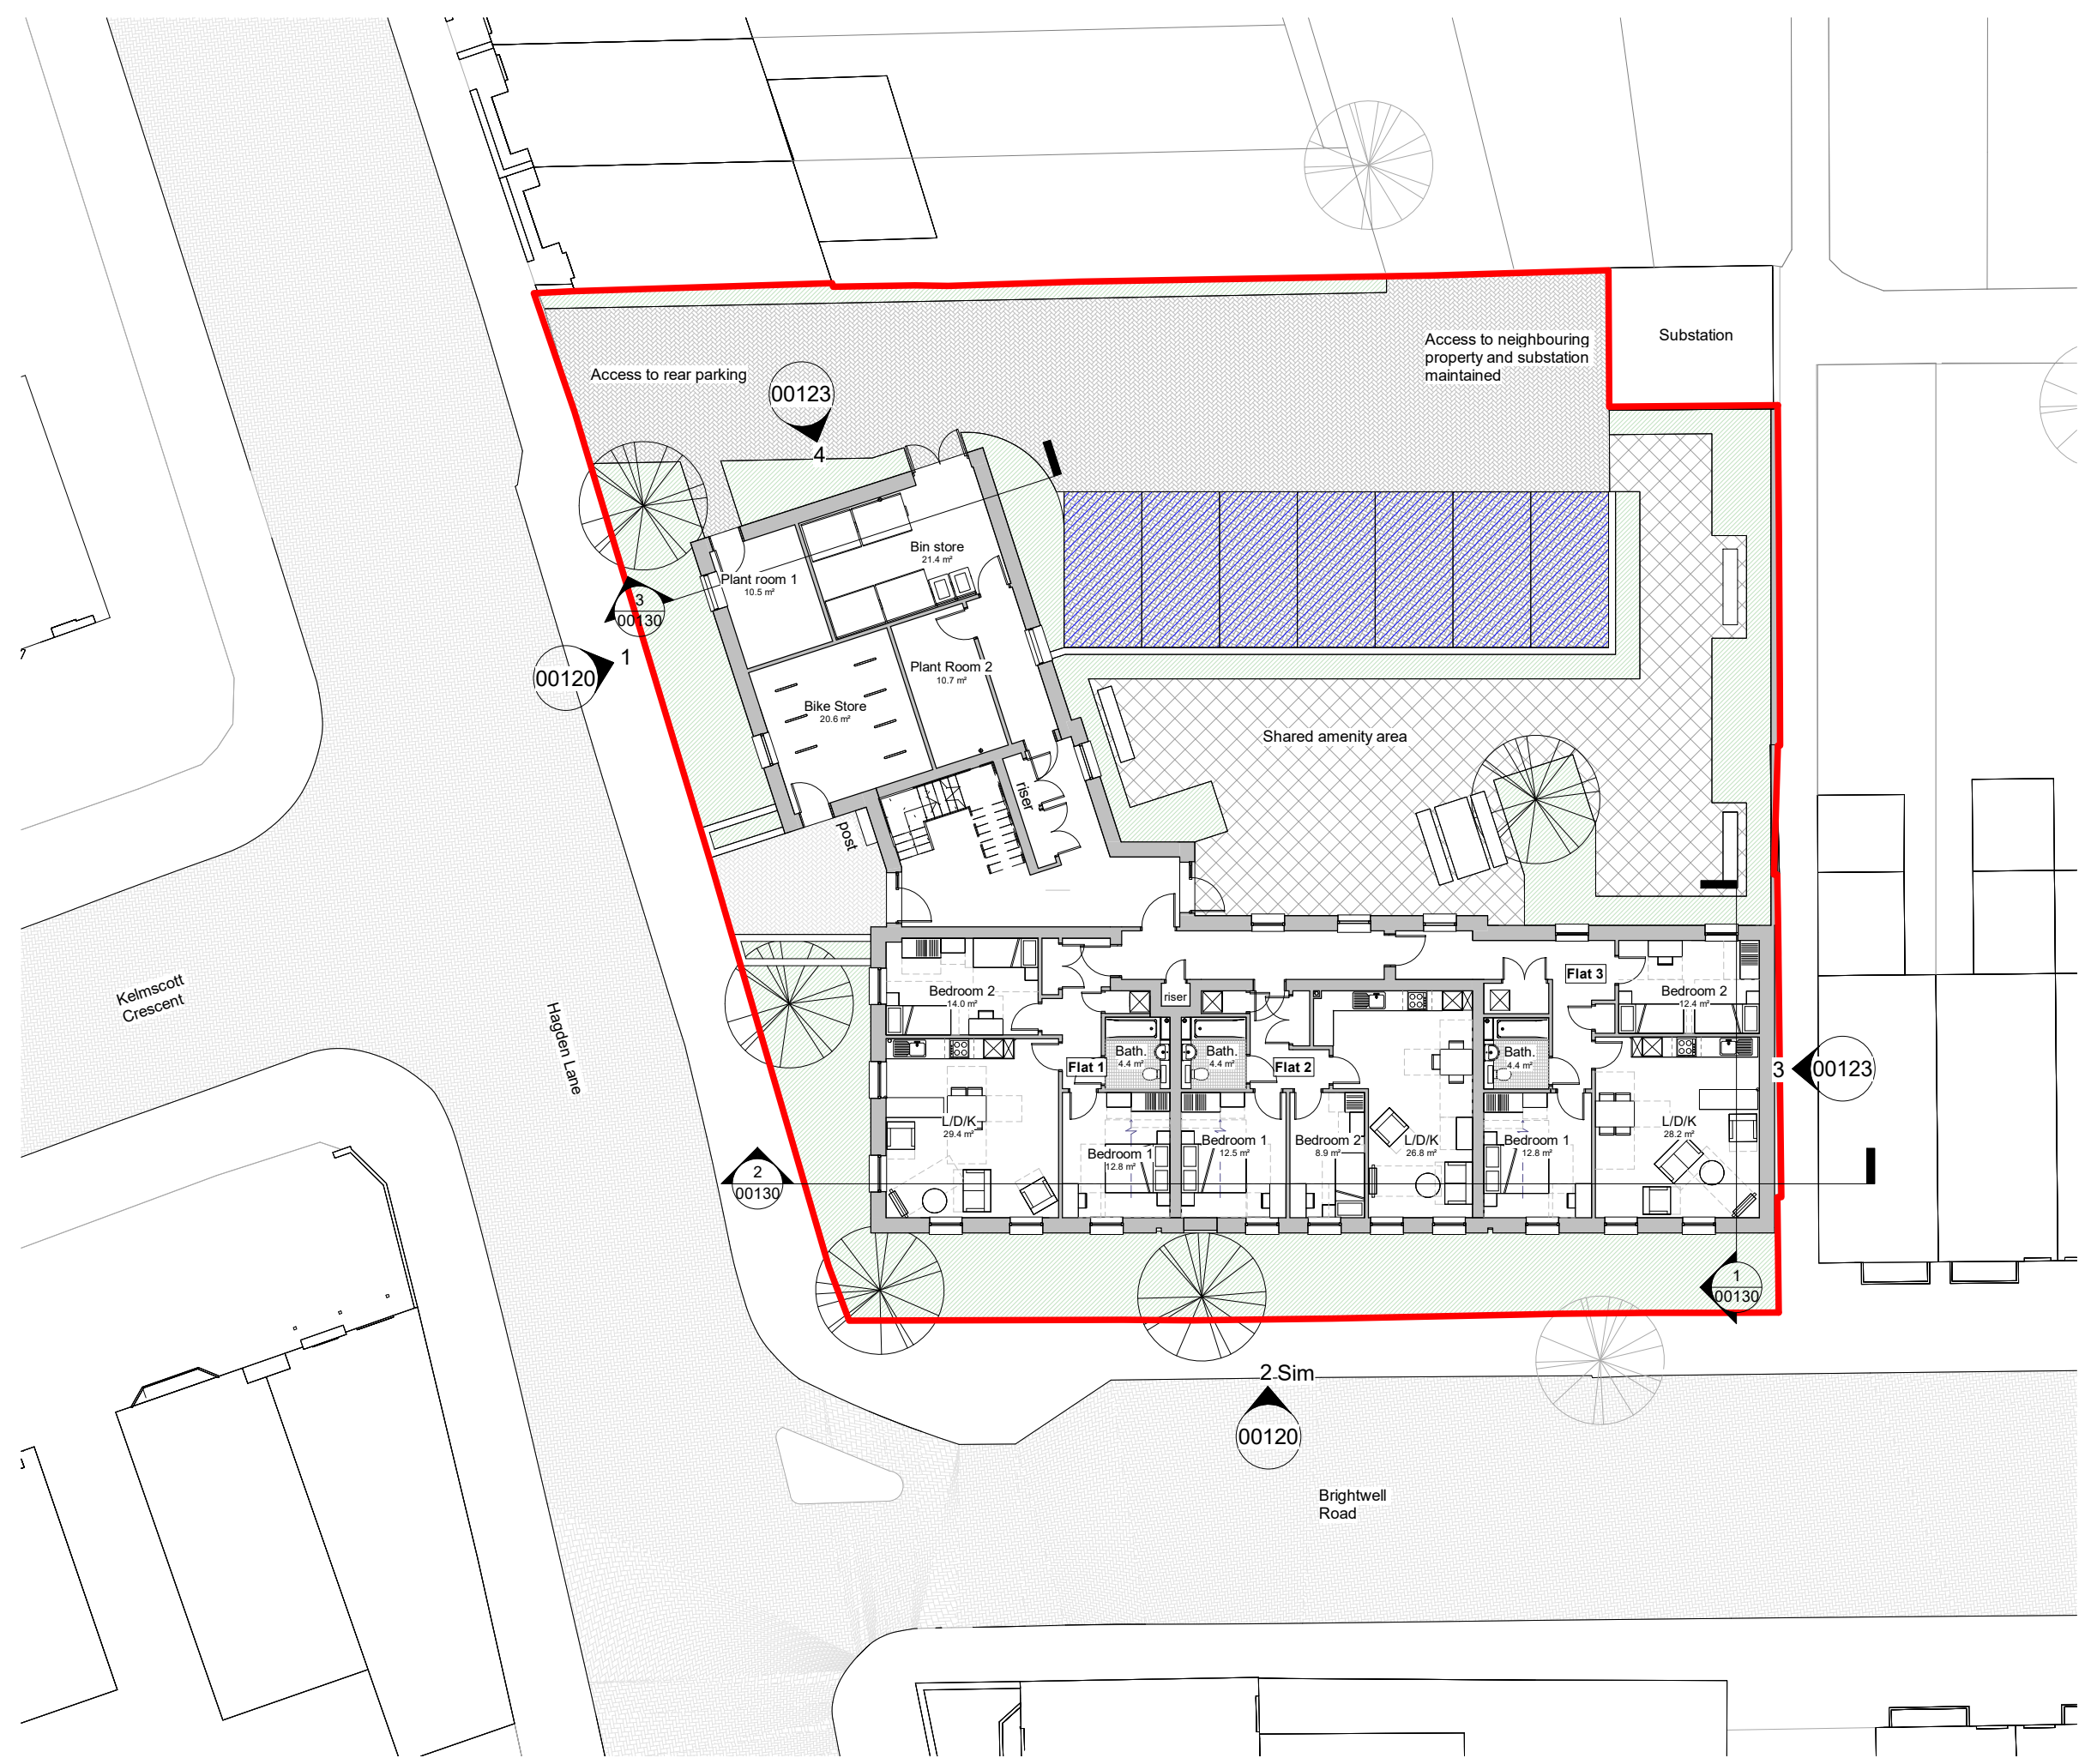 Substation
Access to neighbouring
property and substation
maintained
Access to rear parking
00123
4
Bin store
21.4 m²
Plant room 1
10.5 m²
3
00130
1
00120
Plant Room 2
10.7 m²
Bike Store
20.6 m²
Shared amenity area
riser
post
Kelmscott
Crescent
Hagden Lane
Bedroom 2
14.0 m²
riser
Flat 3
Bedroom 2
12.4 m²
Bath.
4.4 m²
Bath.
4.4 m²
Bath.
4.4 m²
Flat 1
Flat 2
3
00123
L/D/K
29.4 m²
Bedroom 1
12.8 m²
Bedroom 1
12.5 m²
Bedroom 2
8.9 m²
L/D/K
26.8 m²
Bedroom 1
12.8 m²
L/D/K
28.2 m²
2
00130
1
00130
2 Sim
00120
Brightwell
Road